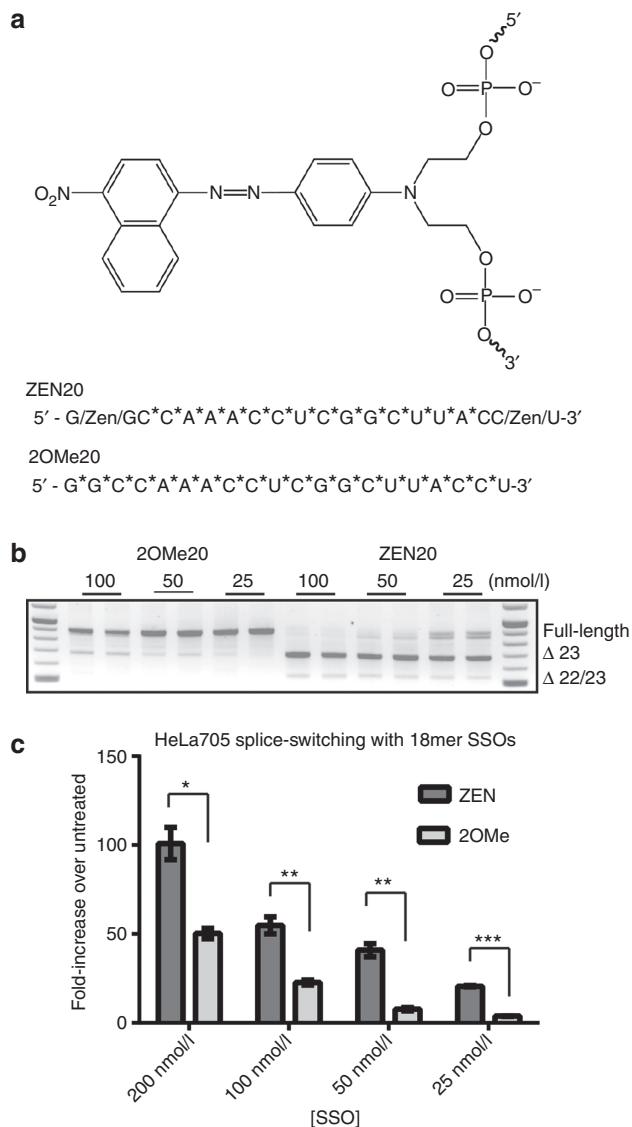 a
5′
O
O=P–O⁻
O
O₂N
N=N
N
O
O=P–O⁻
O
3′
ZEN20
5′ - G/Zen/GC*C*A*A*A*C*C*U*C*G*G*C*U*U*A*CC/Zen/U-3′
2OMe20
5′ - G*G*C*C*A*A*A*C*C*U*C*G*G*C*U*U*A*C*C*U-3′
b
2OMe20 ZEN20
100 50 25 100 50 25 (nmol/l)
Full-length
Δ 23
Δ 22/23
c
HeLa705 splice-switching with 18mer SSOs
Fold-increase over untreated
150
100
50
0
* ** ** ***
ZEN
2OMe
200 nmol/l 100 nmol/l 50 nmol/l 25 nmol/l
[SSO]